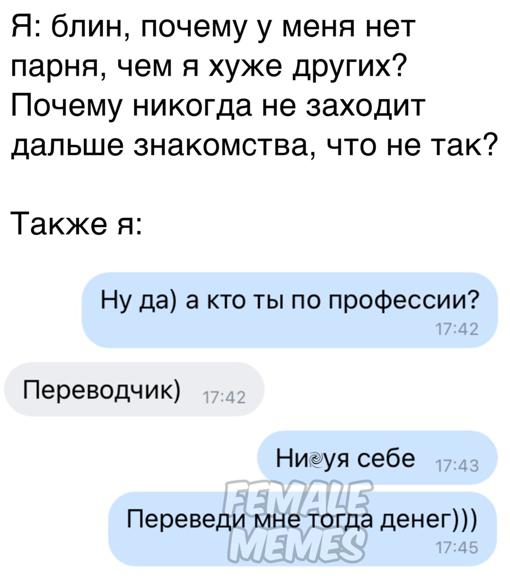 Я: блин, почему у меня нет
парня, чем я хуже других?
Почему никогда не заходит
дальше знакомства, что не так?
Также я:
Ну да) а кто ты по профессии?
17:42
Переводчик) 17:42
Ни🌀уя себе 17:43
Переведи мне тогда денег)))
17:45
FEMALE
MEMES